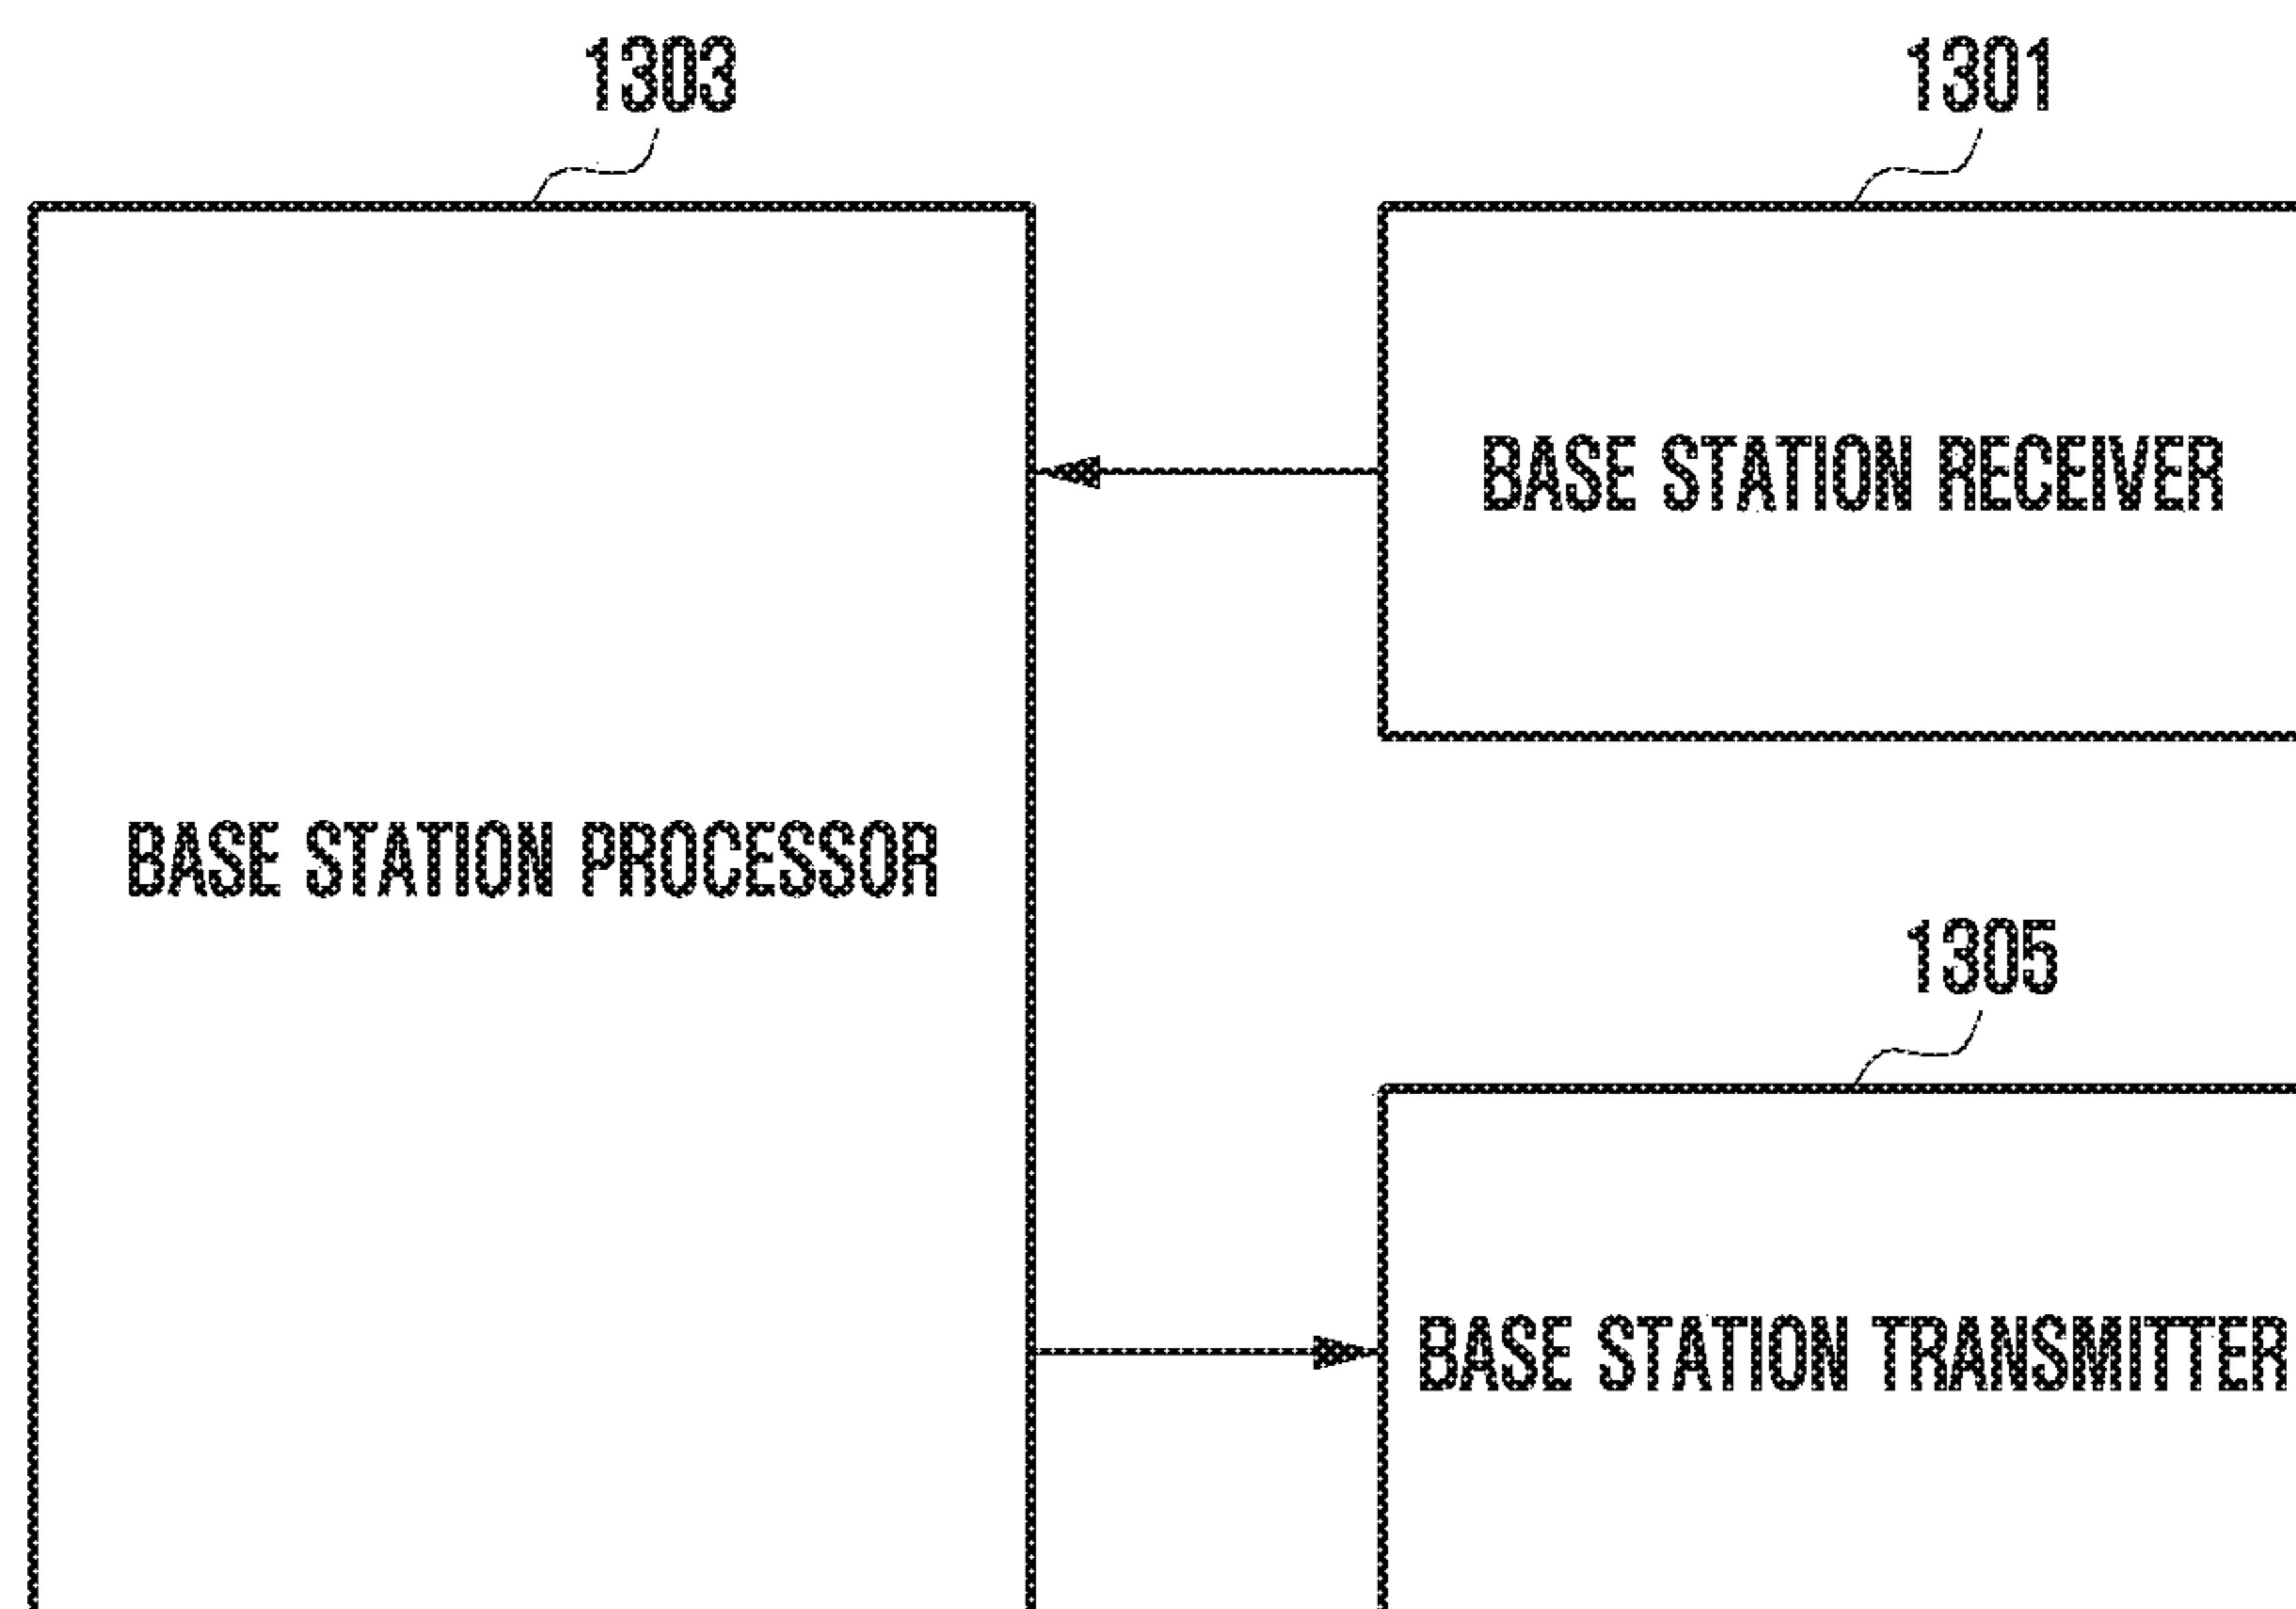 1303
1301
BASE STATION RECEIVER
BASE STATION PROCESSOR
1305
BASE STATION TRANSMITTER